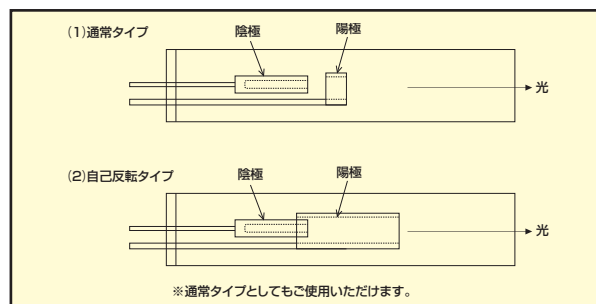 (1)通常タイプ
陰極
陽極
光
(2)自己反転タイプ
陰極
陽極
光
※通常タイプとしてもご使用いただけます。